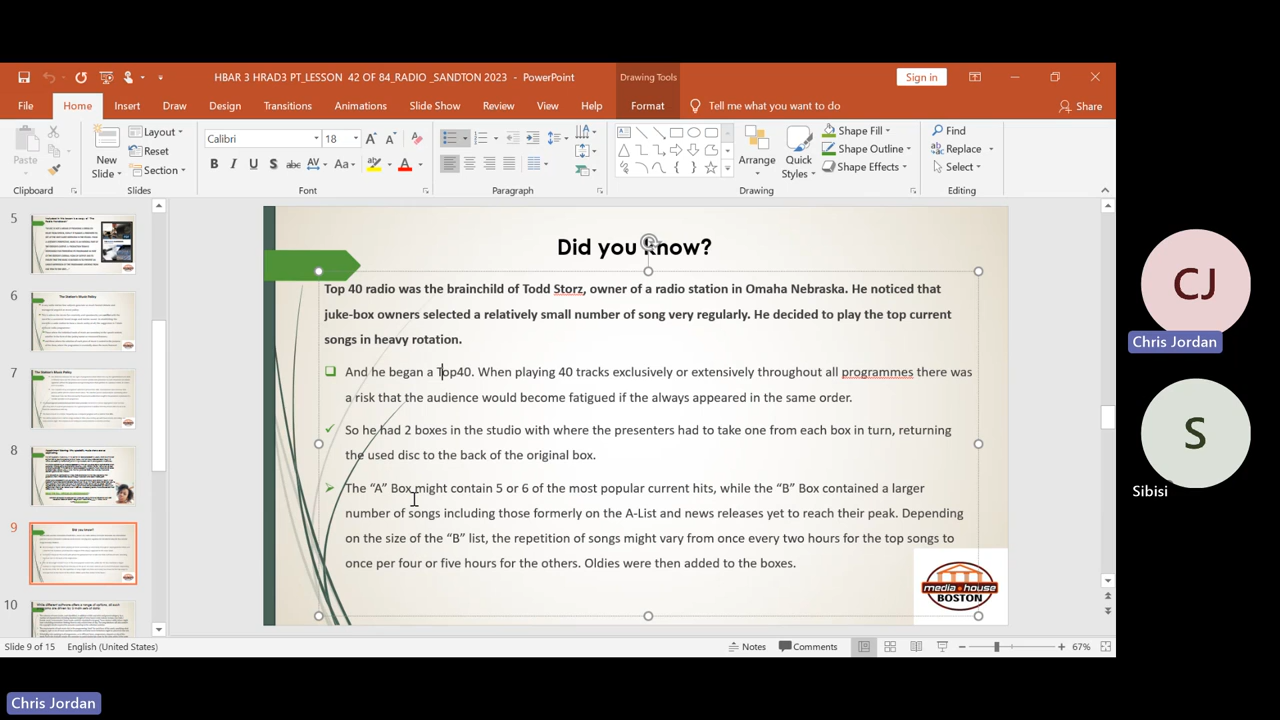 HBAR 3 HRAD3 PT_LESSON 42 OF 84_RADIO _SANDTON 2023 - PowerPoint
Drawing Tools
Sign in
File Home Insert Draw Design Transitions Animations Slide Show Review View Help Format Tell me what you want to do Share
Paste
New Slide
Layout
Reset
Section
Calibri 18
Arrange
Quick Styles
Shape Fill
Shape Outline
Shape Effects
Find
Replace
Select
Clipboard Slides Font Paragraph Drawing Editing
5
6
The Station's Music Policy
7
8
9
Did you know?
10
Did you know?
Top 40 radio was the brainchild of Todd Storz, owner of a radio station in Omaha Nebraska. He noticed that
juke-box owners selected a relatively small number of song very regularly he decided to play the top current
songs in heavy rotation.
And he began a Top40. When playing 40 tracks exclusively or extensively throughout all programmes there was
a risk that the audience would become fatigued if the always appeared in the same order.
So he had 2 boxes in the studio with where the presenters had to take one from each box in turn, returning
used disc to the back of the original box.
"A" Box might contain of the most popular current hits, while the "B" Box contained a larger
number of songs including those formerly on the A-List and news releases yet to reach their peak. Depending
on the size of the "B" list, the repetition of songs might vary from once every two hours for the top songs to
once per four or five hours for the others. Oldies were then added to the boxes.
media house
BOSTON
Slide 9 of 15 English (United States) Notes Comments 67%
CJ
Chris Jordan
S
Sibisi
Chris Jordan